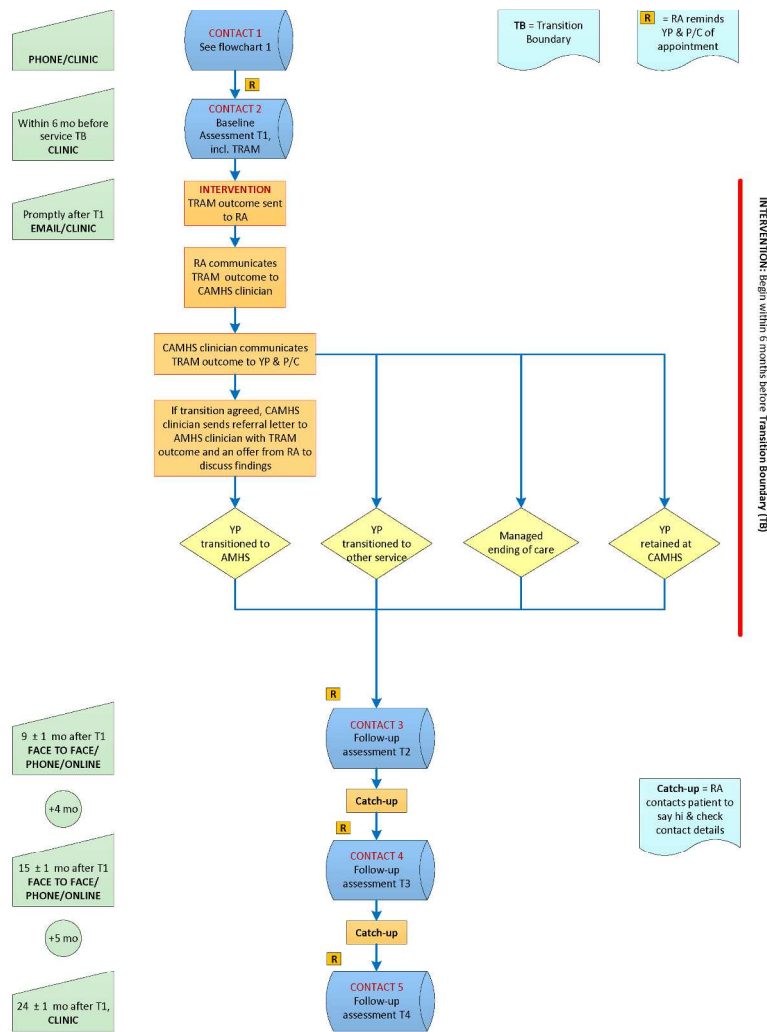 PHONE/CLINIC
CONTACT 1
See flowchart 1
TB = Transition
Boundary
R = RA reminds
YP & P/C of
appointment
R
Within 6 mo before
service TB
CLINIC
CONTACT 2
Baseline
Assessment T1,
incl. TRAM
Promptly after T1
EMAIL/CLINIC
INTERVENTION
TRAM outcome sent
to RA
RA communicates
TRAM outcome to
CAMHS clinician
CAMHS clinician communicates
TRAM outcome to YP & P/C
If transition agreed, CAMHS
clinician sends referral letter to
AMHS clinician with TRAM
outcome and an offer from RA to
discuss findings
YP
transitioned to
AMHS
YP
transitioned to
other service
Managed
ending of care
YP
retained at
CAMHS
INTERVENTION: Begin within 6 months before Transition Boundary (TB)
R
9 ± 1 mo after T1
FACE TO FACE/
PHONE/ONLINE
CONTACT 3
Follow-up
assessment T2
+4 mo
Catch-up
Catch-up = RA
contacts patient to
say hi & check
contact details
R
15 ± 1 mo after T1
FACE TO FACE/
PHONE/ONLINE
CONTACT 4
Follow-up
assessment T3
+5 mo
Catch-up
R
24 ± 1 mo after T1,
CLINIC
CONTACT 5
Follow-up
assessment T4